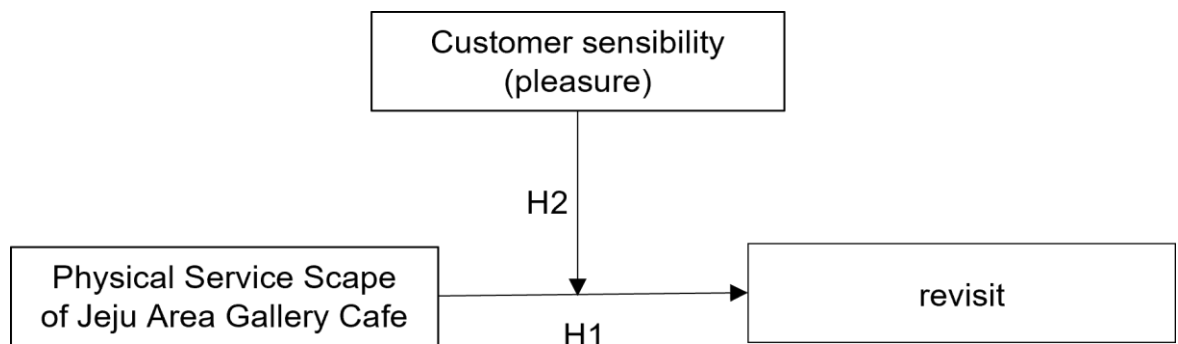 Customer sensibility
(pleasure)
H2
Physical Service Scape
of Jeju Area Gallery Cafe
H1
revisit